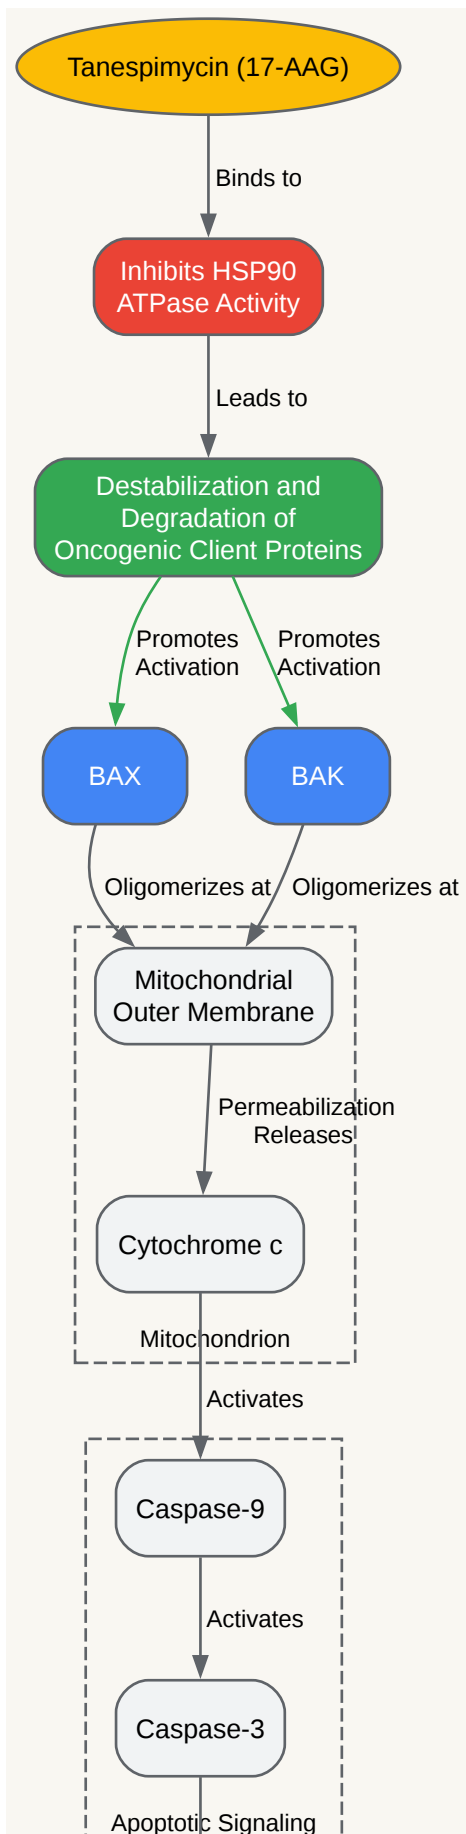 Tanespimycin (17-AAG)
Binds to
Inhibits HSP90
ATPase Activity
Leads to
Destabilization and
Degradation of
Oncogenic Client Proteins
Promotes
Activation
Promotes
Activation
BAX
BAK
Oligomerizes at
Oligomerizes at
Mitochondrial
Outer Membrane
Permeabilization
Releases
Cytochrome c
Mitochondrion
Activates
Caspase-9
Activates
Caspase-3
Apoptotic Signaling